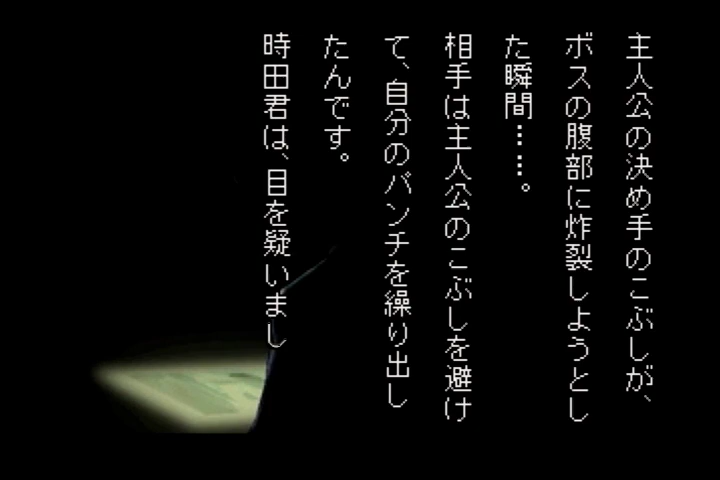 主人公の決め手のこぶしが、
ボスの腹部に炸裂しようとし
た瞬間……。
相手は主人公のこぶしを避け
て、自分のパンチを繰り出し
たんです。
時田君は、目を疑いまし